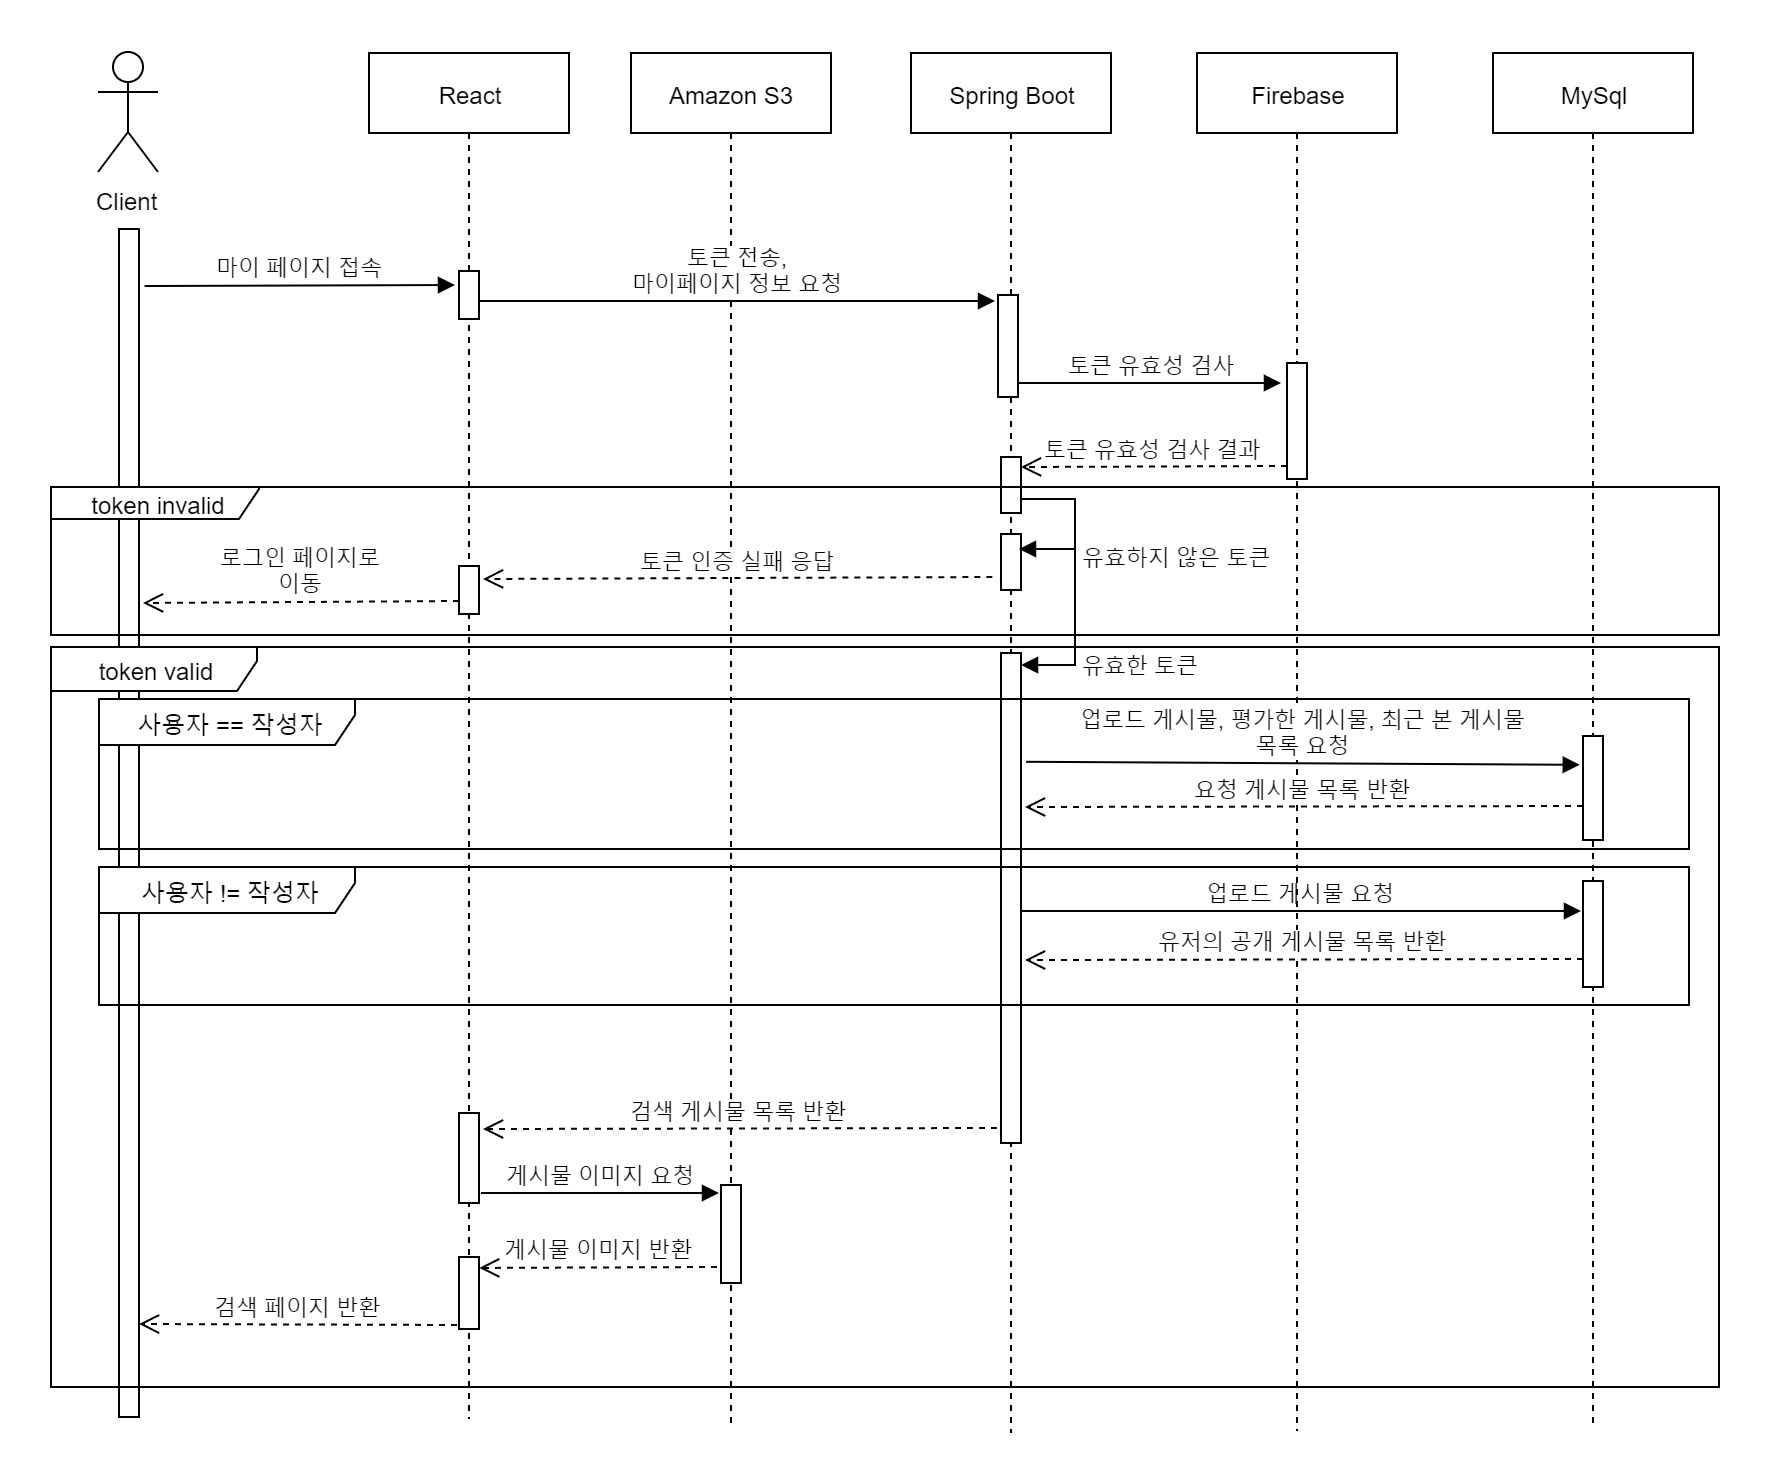 React
Amazon S3
Spring Boot
Firebase
MySql
Client
마이 페이지 접속
토큰 전송,
마이페이지 정보 요청
토큰 유효성 검사
토큰 유효성 검사 결과
token invalid
로그인 페이지로
이동
토큰 인증 실패 응답
유효하지 않은 토큰
token valid
유효한 토큰
사용자 == 작성자
업로드 게시물, 평가한 게시물, 최근 본 게시물
목록 요청
요청 게시물 목록 반환
사용자 != 작성자
업로드 게시물 요청
유저의 공개 게시물 목록 반환
검색 게시물 목록 반환
게시물 이미지 요청
게시물 이미지 반환
검색 페이지 반환